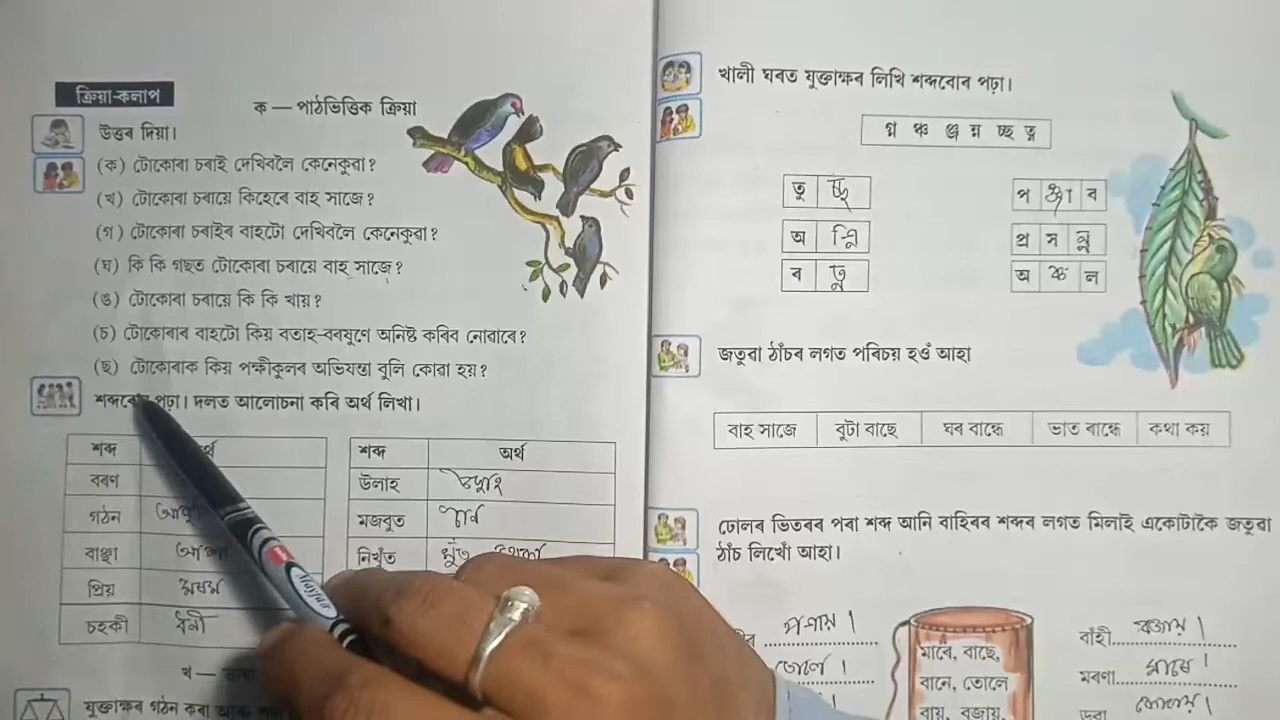 ক্ৰিয়া-কলাপ
ক — পাঠভিত্তিক ক্ৰিয়া
উত্তৰ দিয়া।
(ক) টোকোৰা চৰাই দেখিবলৈ কেনেকুৱা?
(খ) টোকোৰা চৰায়ে কিহেৰে বাহ সাজে?
(গ) টোকোৰা চৰাইৰ বাহটো দেখিবলৈ কেনেকুৱা?
(ঘ) কি কি গছত টোকোৰা চৰায়ে বাহ সাজে?
(ঙ) টোকোৰা চৰায়ে কি কি খায়?
(চ) টোকোৰাৰ বাহটো কিয় বতাহ-বৰষুণে অনিষ্ট কৰিব নোৱাৰে?
(ছ) টোকোৰাক কিয় পক্ষীকুলৰ অভিযন্তা বুলি কোৱা হয়?
পঢ়া। দলত আলোচনা কৰি অৰ্থ লিখা।
শব্দ
বৰণ
গঠন
বাঞ্ছা
প্ৰিয়
চহকী ধনী
শব্দ অৰ্থ
উলাহ
মজবুত
নিখুঁত
খ —
যুক্তাক্ষৰ গঠন কৰা
খালী ঘৰত যুক্তাক্ষৰ লিখি শব্দবোৰ পঢ়া।
তু চ্ছ
অ গ্নি
ৰ ত্ন
প ঞ্জা ব
প্ৰ স ন্ন
অ ঞ্চ ল
জতুৱা ঠাঁচৰ লগত পৰিচয় হওঁ আহা
বাহ সাজে বুটা বাছে ঘৰ বান্ধে ভাত ৰান্ধে কথা কয়
ঢোলৰ ভিতৰৰ পৰা শব্দ আনি বাহিৰৰ শব্দৰ লগত মিলাই একোটাকৈ জতুৱা
ঠাঁচ লিখোঁ আহা।
তোলে।
মাৰে, বাছে,
বানে, তোলে
বায়, বজায়,
বাঁহী বজায়।
মৰণা মাৰে।